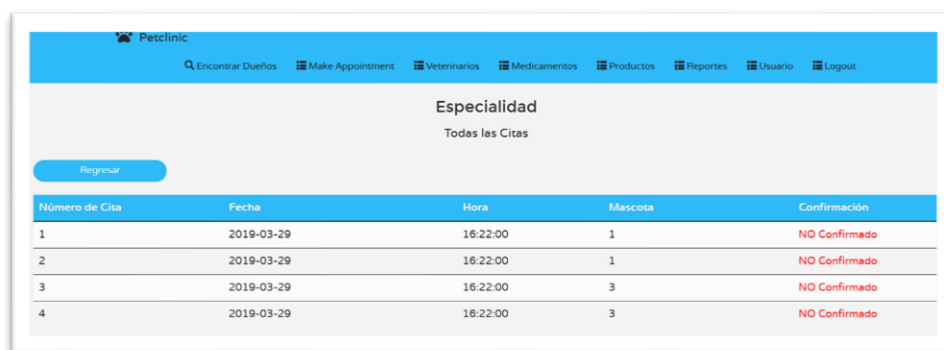 Petclinic
Encontrar Dueños Make Appointment Veterinarios Medicamentos Productos Reportes Usuario Logout
Especialidad
Todas las Citas
Regresar
Número de Cita Fecha Hora Mascota Confirmación
1 2019-03-29 16:22:00 1 NO Confirmado
2 2019-03-29 16:22:00 1 NO Confirmado
3 2019-03-29 16:22:00 3 NO Confirmado
4 2019-03-29 16:22:00 3 NO Confirmado